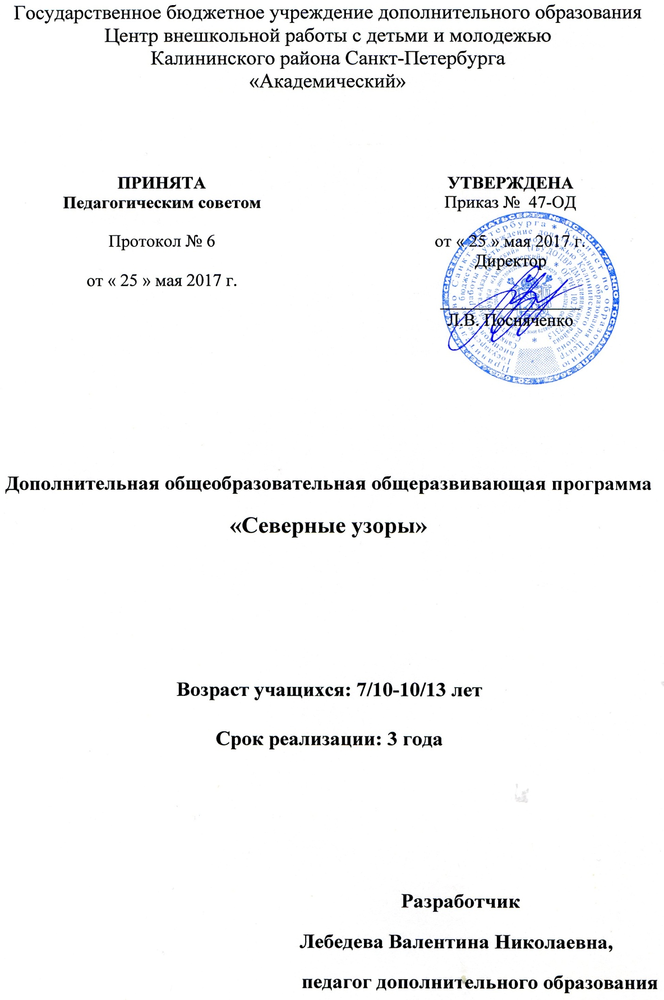 Государственное бюджетное учреждение дополнительного образования
Центр внешкольной работы с детьми и молодежью
Калининского района Санкт-Петербурга
«Академический»
ПРИНЯТА
Педагогическим советом
Протокол № 6
от « 25 » мая 2017 г.
УТВЕРЖДЕНА
Приказ № 47-ОД
от « 25 » мая 2017 г.
Директор
Л.В. Посняченко
Дополнительная общеобразовательная общеразвивающая программа
«Северные узоры»
Возраст учащихся: 7/10-10/13 лет
Срок реализации: 3 года
Разработчик
Лебедева Валентина Николаевна,
педагог дополнительного образования